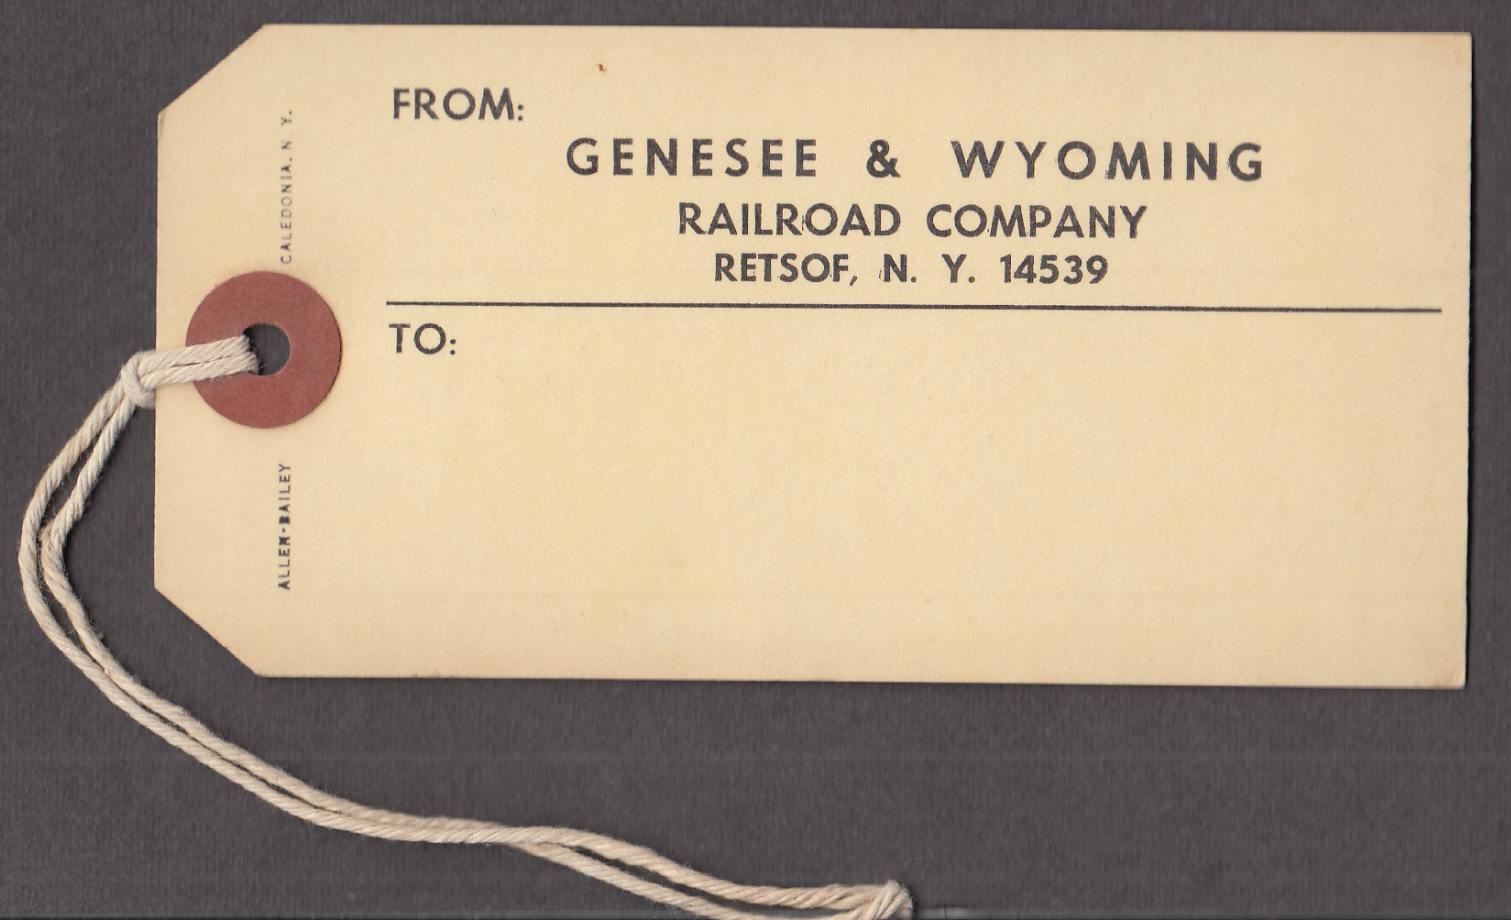 FROM:
GENESEE & WYOMING
RAILROAD COMPANY
RETSOF, N. Y. 14539
TO:
ALLEN-BAILEY
CALEDONIA, N. Y.